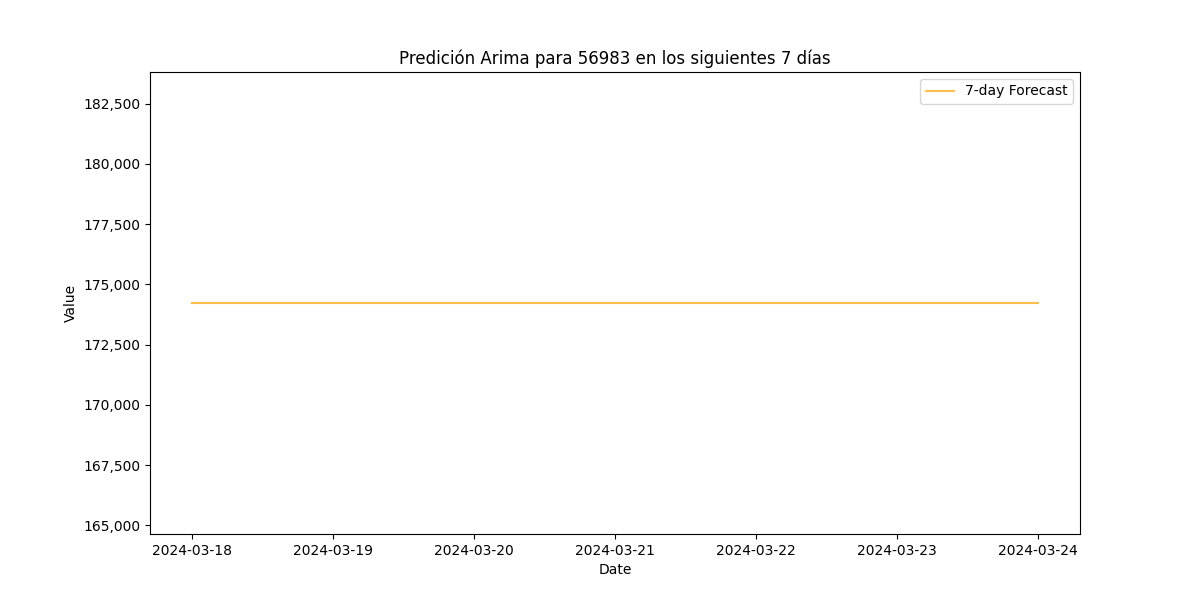 Predición Arima para 56983 en los siguientes 7 días
7-day Forecast
182,500
180,000
177,500
175,000
172,500
170,000
167,500
165,000
Value
2024-03-18 2024-03-19 2024-03-20 2024-03-21 2024-03-22 2024-03-23 2024-03-24
Date